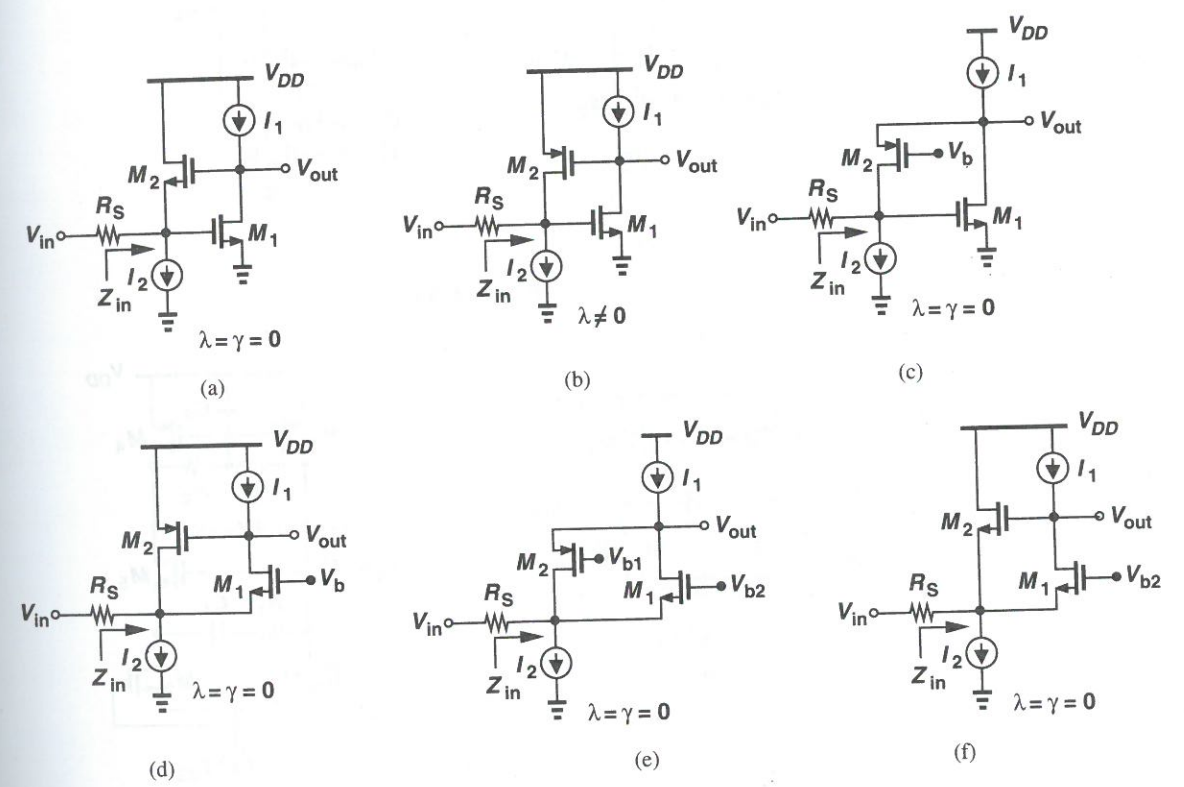 V_DD
I_1
M_2
V_out
R_S
V_in
M_1
I_2
Z_in
λ = γ = 0
(a)
V_DD
I_1
M_2
V_out
R_S
V_in
M_1
I_2
Z_in
λ ≠ 0
(b)
V_DD
I_1
V_out
M_2
V_b
R_S
V_in
M_1
I_2
Z_in
λ = γ = 0
(c)
V_DD
I_1
M_2
V_out
R_S
M_1
V_b
V_in
I_2
Z_in
λ = γ = 0
(d)
V_DD
I_1
V_out
M_2
V_b1
R_S
M_1
V_b2
V_in
I_2
Z_in
λ = γ = 0
(e)
V_DD
I_1
M_2
V_out
R_S
M_1
V_b2
V_in
I_2
Z_in
λ = γ = 0
(f)